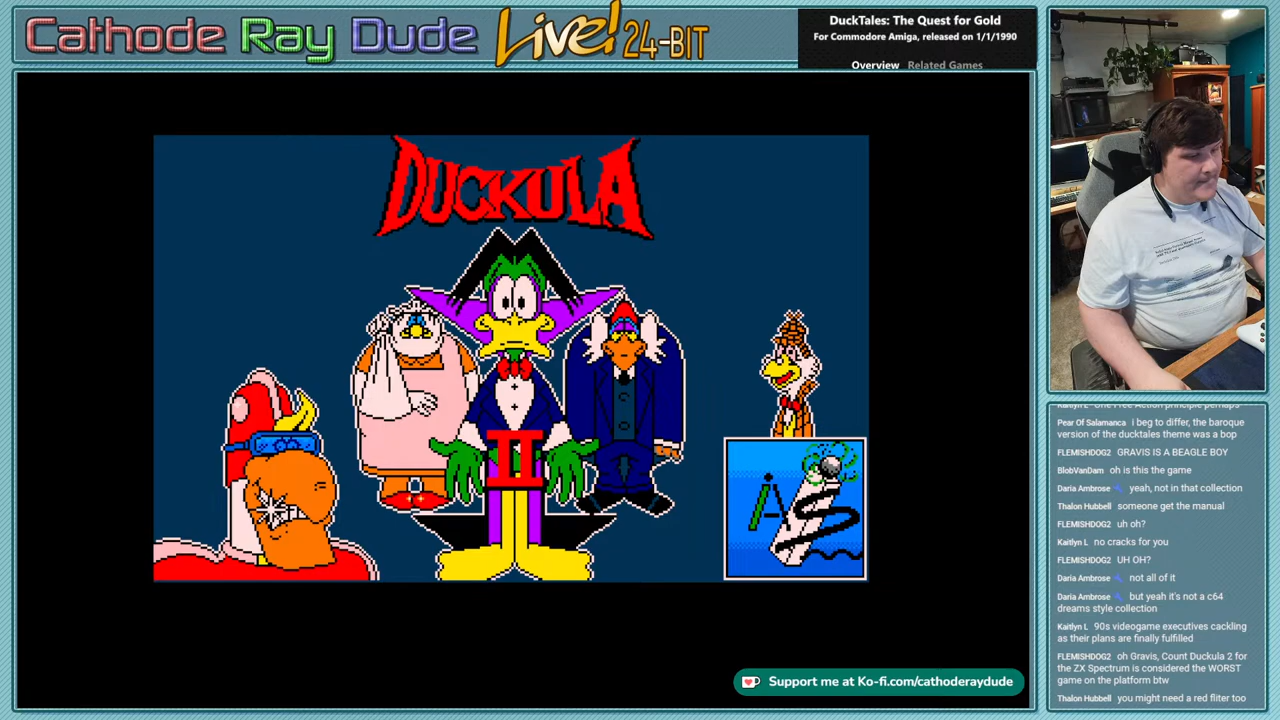 Cathode Ray Dude Live! 24-BIT
DuckTales: The Quest for Gold
For Commodore Amiga, released on 1/1/1990
Overview Related Games
DUCKULA
II
Support me at Ko-fi.com/cathoderaydude
Pear Of Salamanca i beg to differ, the baroque
version of the ducktales theme was a bop
FLEMISHDOG2 GRAVIS IS A BEAGLE BOY
BlobVanDam oh is this the game
Daria Ambrose yeah, not in that collection
Thalon Hubbell someone get the manual
FLEMISHDOG2 uh oh?
Kaitlyn L no cracks for you
FLEMISHDOG2 UH OH?
Daria Ambrose not all of it
Daria Ambrose but yeah it's not a c64
dreams style collection
Kaitlyn L 90s videogame executives cackling
as their plans are finally fulfilled
FLEMISHDOG2 oh Gravis, Count Duckula 2 for
the ZX Spectrum is considered the WORST
game on the platform btw
Thalon Hubbell you might need a red fliter too